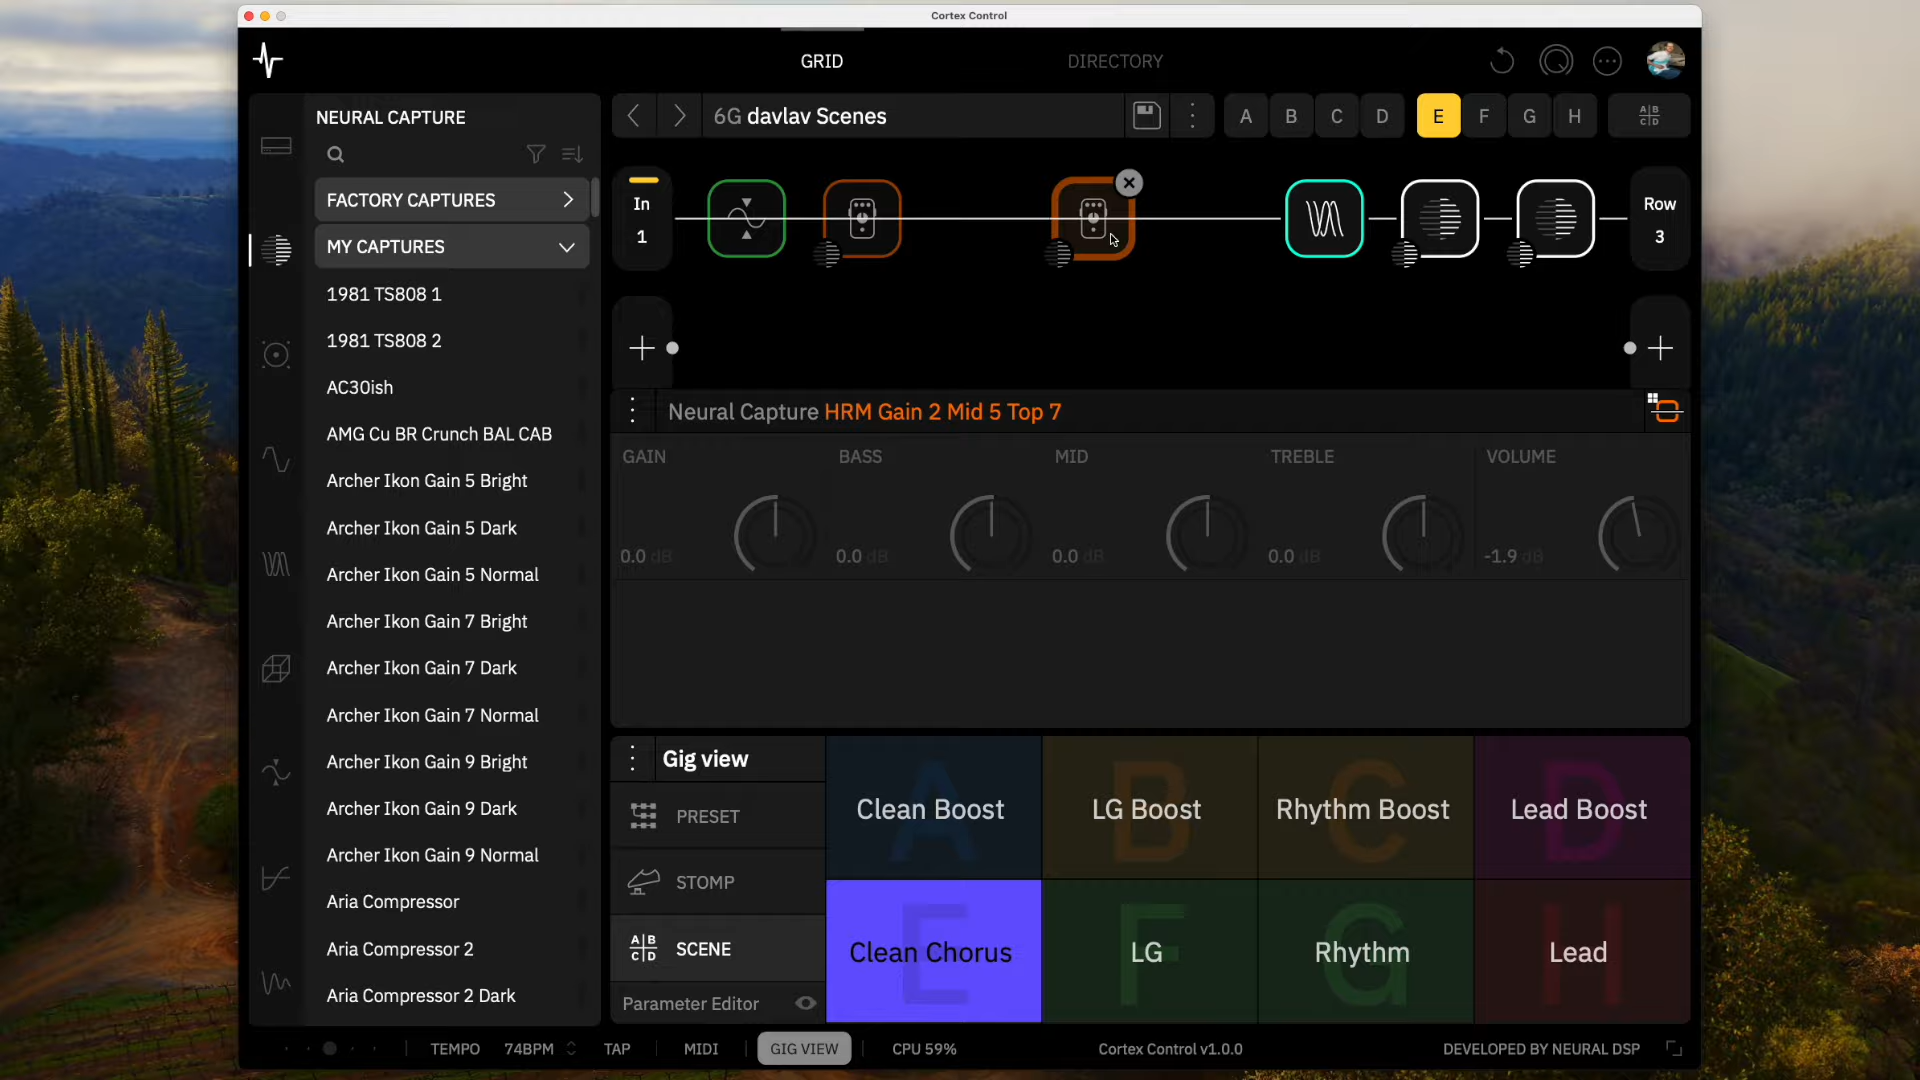 Cortex Control
GRID
DIRECTORY
NEURAL CAPTURE
6G davlav Scenes
A
B
C
D
E
F
G
H
A B
C D
FACTORY CAPTURES
MY CAPTURES
1981 TS808 1
1981 TS808 2
AC30ish
AMG Cu BR Crunch BAL CAB
Archer Ikon Gain 5 Bright
Archer Ikon Gain 5 Dark
Archer Ikon Gain 5 Normal
Archer Ikon Gain 7 Bright
Archer Ikon Gain 7 Dark
Archer Ikon Gain 7 Normal
Archer Ikon Gain 9 Bright
Archer Ikon Gain 9 Dark
Archer Ikon Gain 9 Normal
Aria Compressor
Aria Compressor 2
Aria Compressor 2 Dark
In
1
Row
3
Neural Capture HRM Gain 2 Mid 5 Top 7
GAIN
BASS
MID
TREBLE
VOLUME
0.0 dB
0.0 dB
0.0 dB
0.0 dB
-1.9 dB
Gig view
PRESET
STOMP
A B
C D
SCENE
Parameter Editor
A
Clean Boost
B
LG Boost
C
Rhythm Boost
D
Lead Boost
E
Clean Chorus
F
LG
G
Rhythm
H
Lead
TEMPO
74BPM
TAP
MIDI
GIG VIEW
CPU 59%
Cortex Control v1.0.0
DEVELOPED BY NEURAL DSP